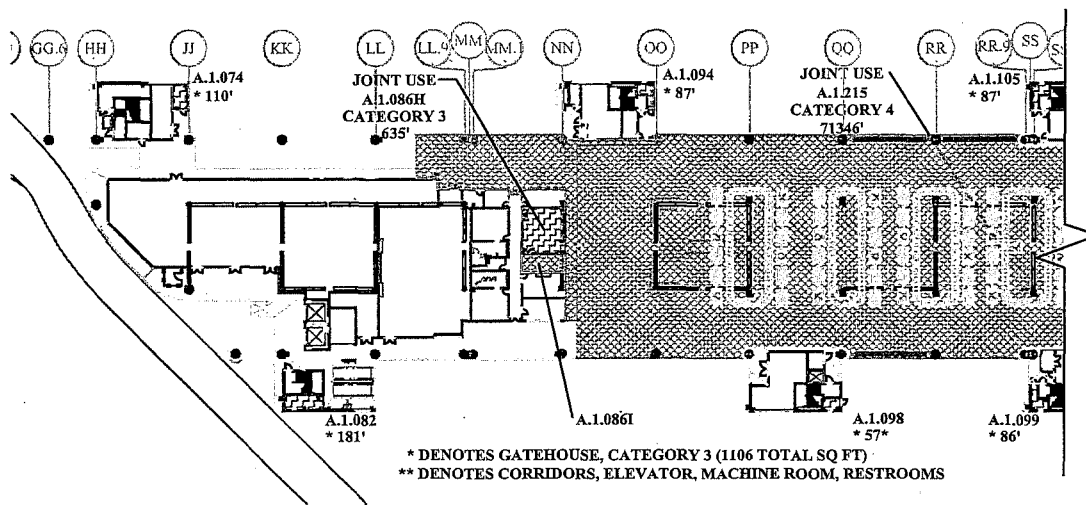 GG.6 HH JJ KK LL LL.9 MM MM.1 NN OO PP QQ RR RR.9 SS
A.1.074
* 110'
JOINT USE
A.1.086H
CATEGORY 3
635'
A.1.094
* 87'
JOINT USE
A.1.215
CATEGORY 4
71346'
A.1.105
* 87'
A.1.082
* 181'
A.1.086I
A.1.098
* 57*
A.1.099
* 86'
* DENOTES GATEHOUSE, CATEGORY 3 (1106 TOTAL SQ FT)
** DENOTES CORRIDORS, ELEVATOR, MACHINE ROOM, RESTROOMS